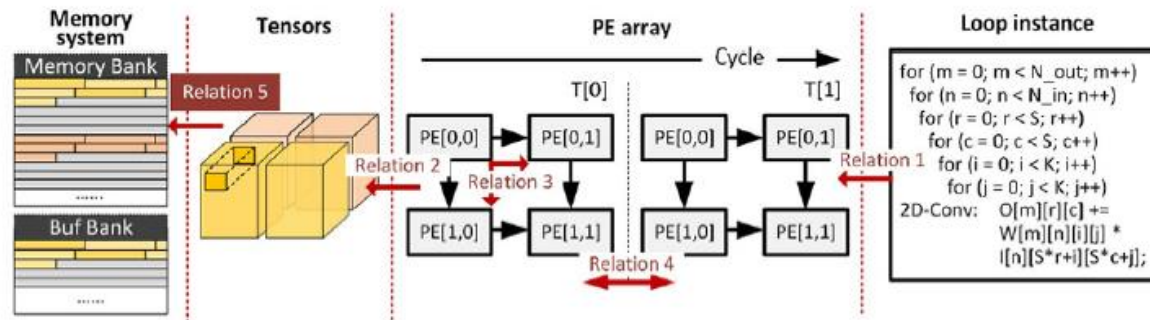 Memory
system
Tensors
PE array
Loop instance
Memory Bank
Relation 5
Buf Bank
......
......
Relation 2
Cycle
T[0]
T[1]
PE[0,0]
PE[0,1]
PE[0,0]
PE[0,1]
Relation 3
PE[1,0]
PE[1,1]
PE[1,0]
PE[1,1]
Relation 4
Relation 1
for (m = 0; m < N_out; m++)
for (n = 0; n < N_in; n++)
for (r = 0; r < S; r++)
for (c = 0; c < S; c++)
for (i = 0; i < K; i++)
for (j = 0; j < K; j++)
2D-Conv: O[m][r][c] +=
W[m][n][i][j] *
I[n][S*r+i][S*c+j];